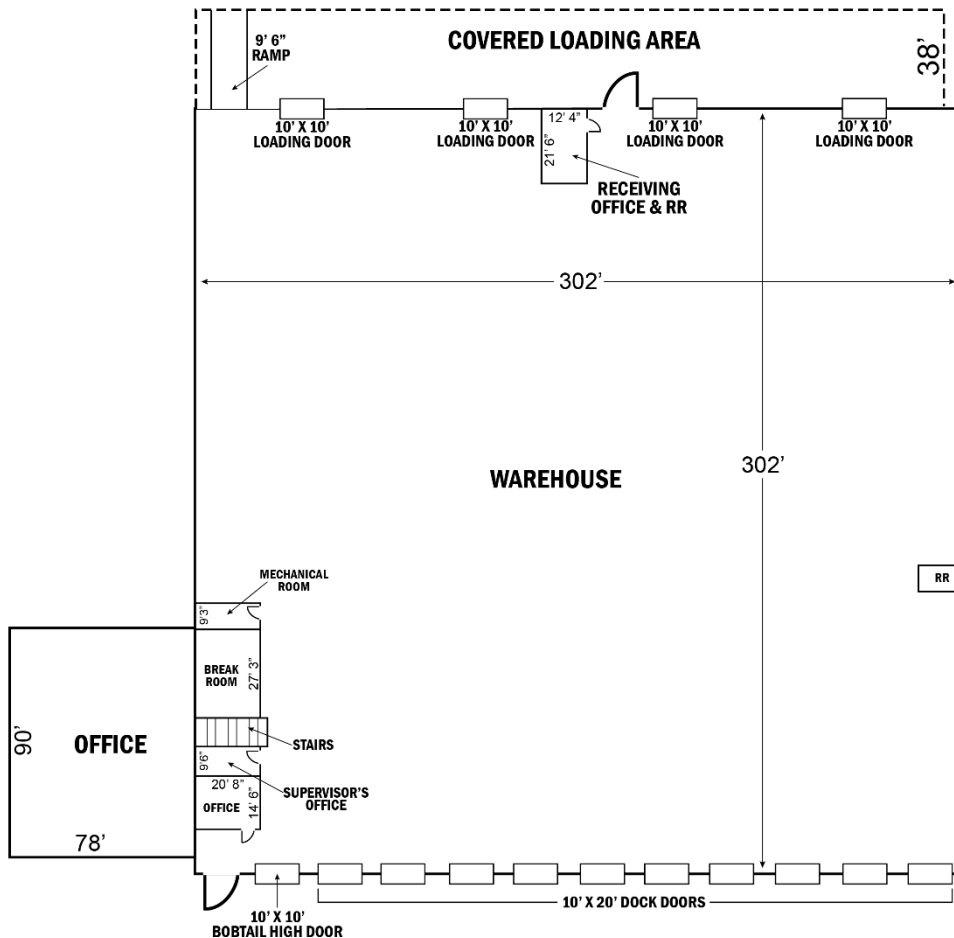 9' 6"
RAMP
COVERED LOADING AREA
38'
10' X 10'
LOADING DOOR
10' X 10'
LOADING DOOR
12' 4"
21' 6"
10' X 10'
LOADING DOOR
10' X 10'
LOADING DOOR
RECEIVING
OFFICE & RR
302'
302'
WAREHOUSE
MECHANICAL
ROOM
9'3"
RR
BREAK
ROOM
27' 3"
90'
OFFICE
STAIRS
9'6"
20' 8"
SUPERVISOR'S
OFFICE
OFFICE
14' 6"
78'
10' X 10'
BOBTAIL HIGH DOOR
10' X 20' DOCK DOORS